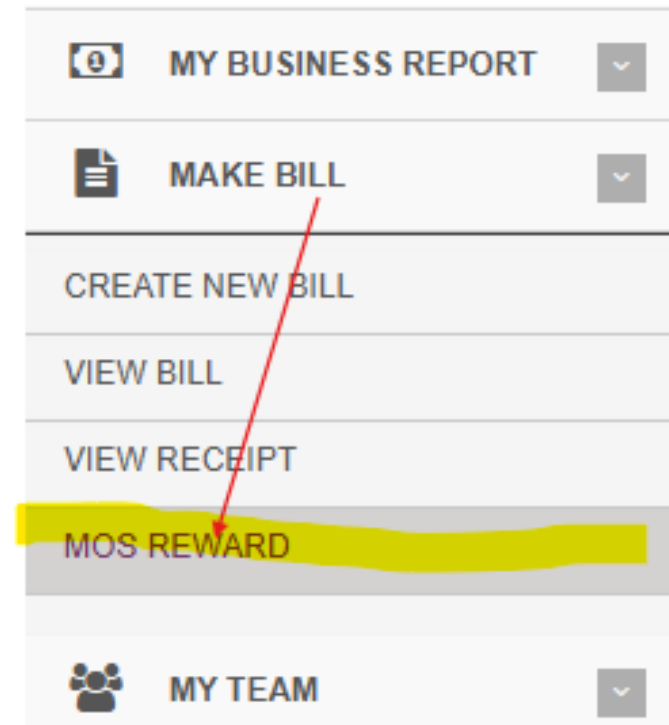 MY BUSINESS REPORT
MAKE BILL
CREATE NEW BILL
VIEW BILL
VIEW RECEIPT
MOS REWARD
MY TEAM